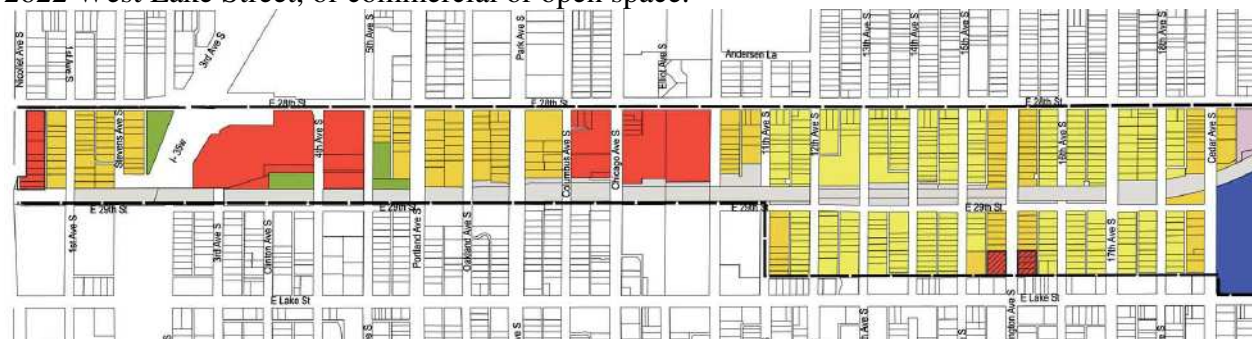 2822 West Lake Street, or commercial or open space.
Nicollet Ave S
1st Ave S
3rd Ave S
5th Ave S
Park Ave S
Elliot Ave S
Andersen La
13th Ave S
14th Ave S
15th Ave S
16th Ave S
18th Ave S
E 28th St
E 28th St
E 28th St
Stevens Ave S
I- 35w
4th Ave S
Columbus Ave S
Chicago Ave S
11th Ave S
12th Ave S
Cedar Ave S
E 29th St
E 29th St
E 29th St
E 29th St
1st Ave S
3rd Ave S
Clinton Ave S
Portland Ave S
Oakland Ave S
17th Ave S
E Lake St
E Lake St